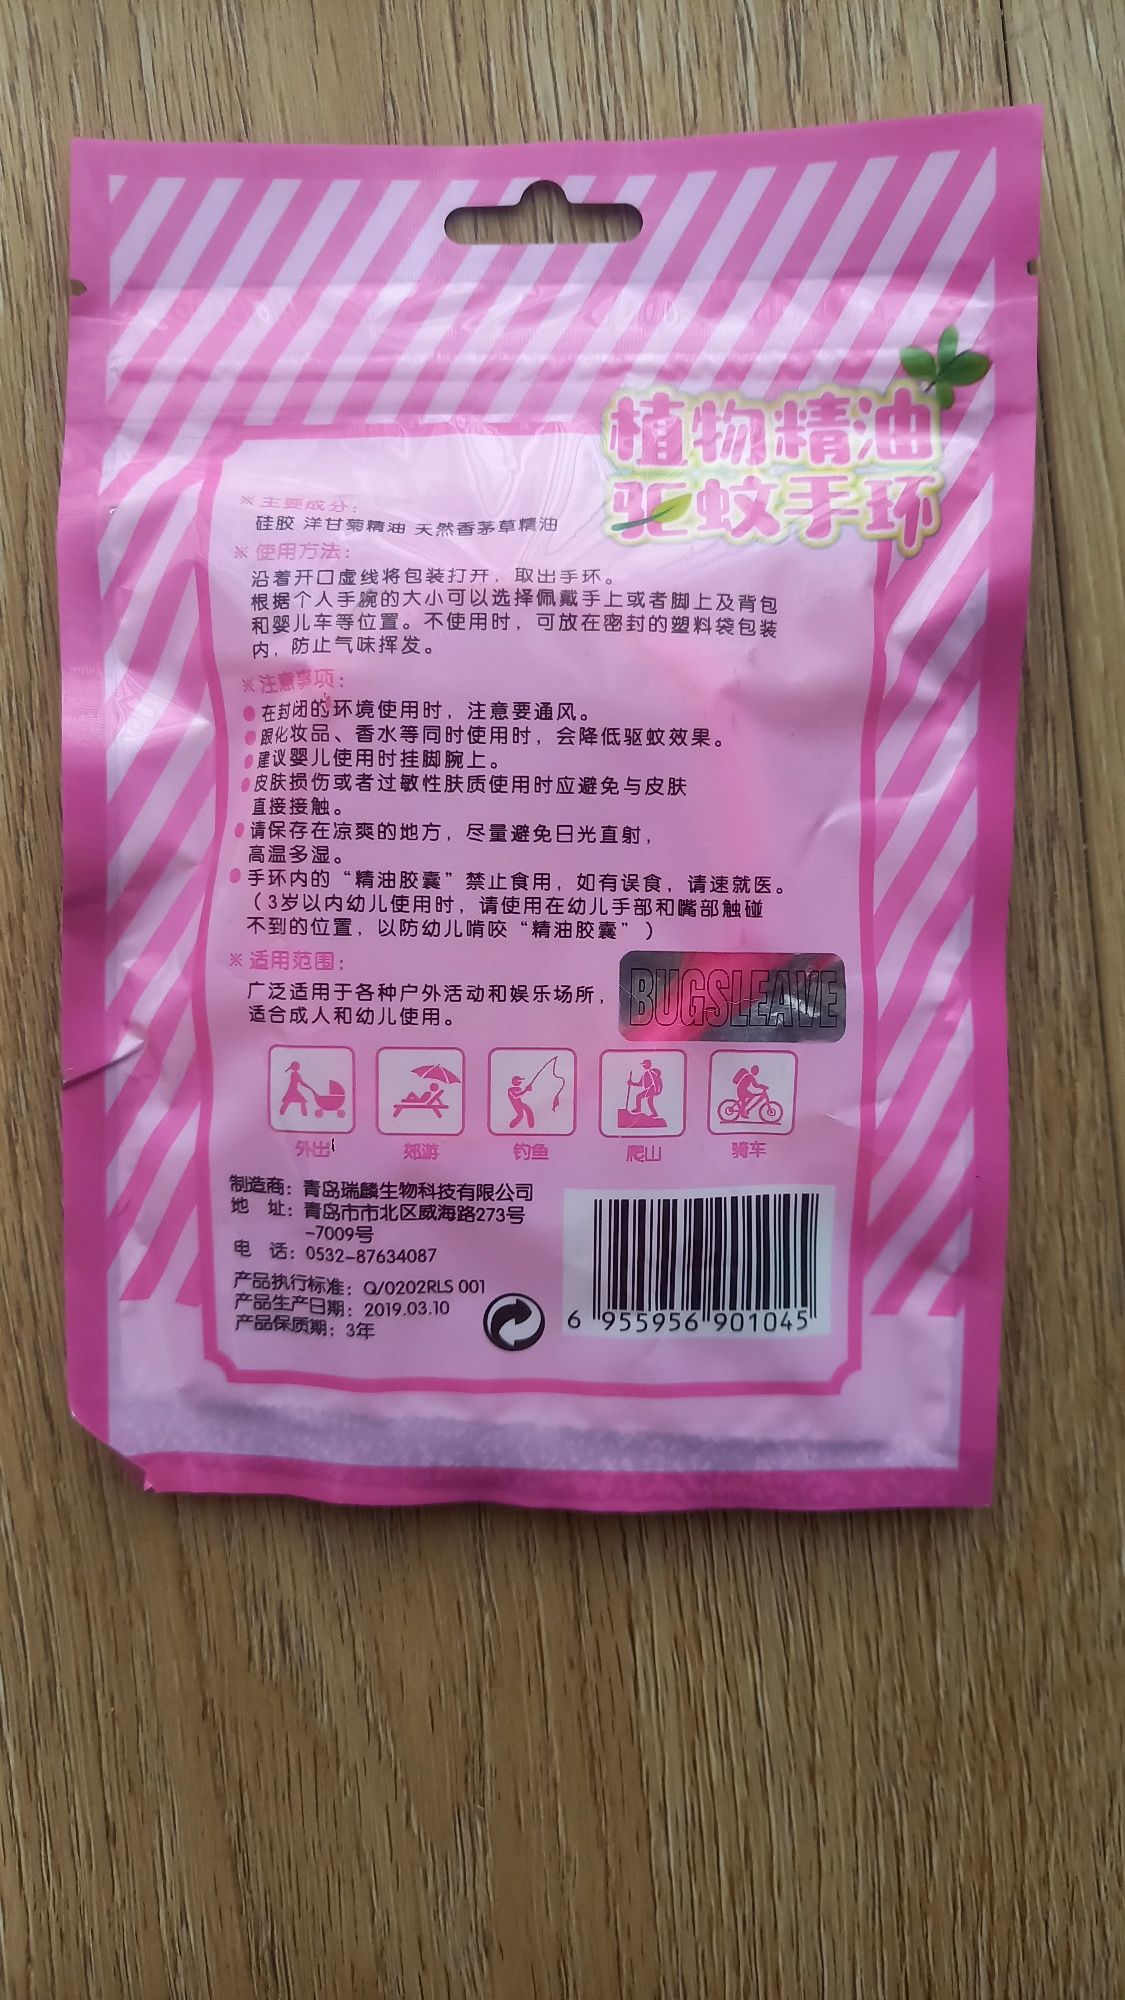 植物精油
驱蚊手环
※主要成分：
硅胶 洋甘菊精油 天然香茅草精油
※使用方法：
沿着开口虚线将包装打开，取出手环。
根据个人手腕的大小可以选择佩戴手上或者脚上及背包
和婴儿车等位置。不使用时，可放在密封的塑料袋包装
内，防止气味挥发。
※注意事项：
●在封闭的环境使用时，注意要通风。
●跟化妆品、香水等同时使用时，会降低驱蚊效果。
●建议婴儿使用时挂脚腕上。
●皮肤损伤或者过敏性肤质使用时应避免与皮肤
直接接触。
●请保存在凉爽的地方，尽量避免日光直射，
高温多湿。
●手环内的“精油胶囊”禁止食用，如有误食，请速就医。
（3岁以内幼儿使用时，请使用在幼儿手部和嘴部触碰
不到的位置，以防幼儿啃咬“精油胶囊”）
※适用范围：
广泛适用于各种户外活动和娱乐场所，
适合成人和幼儿使用。
BUGSLEAVE
外出 郊游 钓鱼 爬山 骑车
制造商：青岛瑞麟生物科技有限公司
地 址：青岛市市北区威海路273号
-7009号
电 话：0532-87634087
产品执行标准：Q/0202RLS 001
产品生产日期：2019.03.10
产品保质期：3年
6 955956 901045